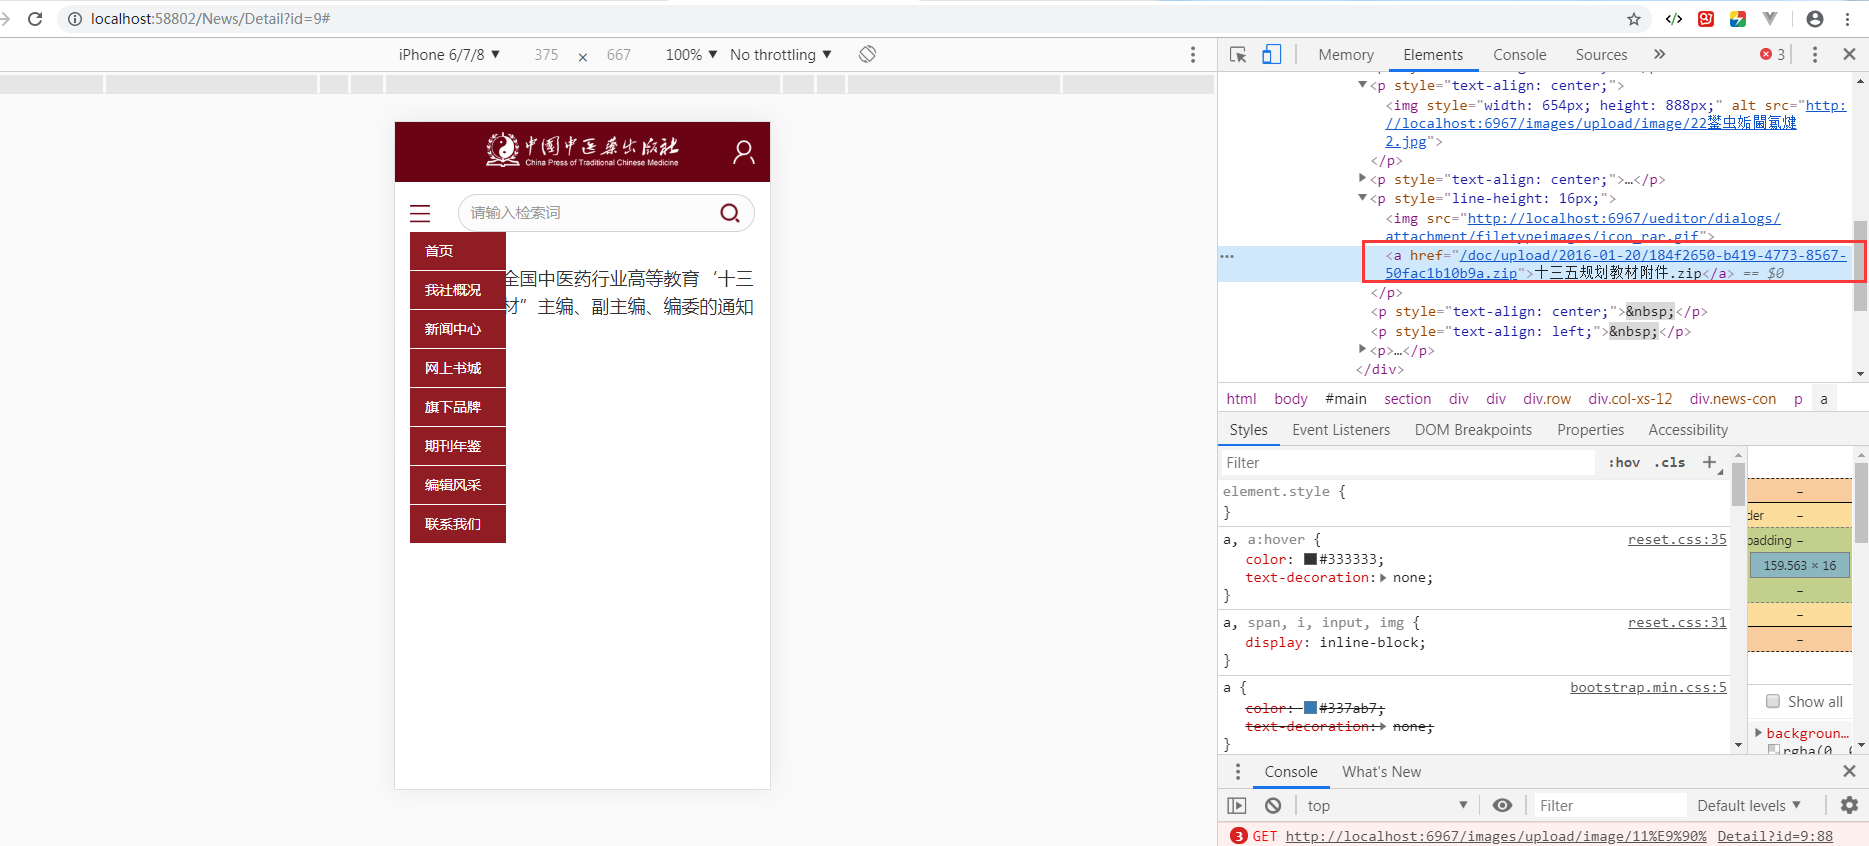 localhost:58802/News/Detail?id=9#
iPhone 6/7/8 ▼ 375 × 667 100% ▼ No throttling ▼
中国中医药出版社
China Press of Traditional Chinese Medicine
请输入检索词
首页
我社概况
新闻中心
网上书城
旗下品牌
期刊年鉴
编辑风采
联系我们
全国中医药行业高等教育‘十三
材”主编、副主编、编委的通知
Memory Elements Console Sources » 3
<p style="text-align: center;">
<img style="width: 654px; height: 888px;" alt src="http:
//localhost:6967/images/upload/image/22鐢虫姤閫氱煡
2.jpg">
</p>
<p style="text-align: center;">…</p>
<p style="line-height: 16px;">
<img src="http://localhost:6967/ueditor/dialogs/
attachment/filetypeimages/icon_rar.gif">
<a href="/doc/upload/2016-01-20/184f2650-b419-4773-8567-
50fac1b10b9a.zip">十三五规划教材附件.zip</a> == $0
</p>
<p style="text-align: center;">&nbsp;</p>
<p style="text-align: left;">&nbsp;</p>
<p>…</p>
</div>
html body #main section div div div.row div.col-xs-12 div.news-con p a
Styles Event Listeners DOM Breakpoints Properties Accessibility
Filter :hov .cls +
element.style {
}
a, a:hover { reset.css:35
color: #333333;
text-decoration: none;
}
a, span, i, input, img { reset.css:31
display: inline-block;
}
a { bootstrap.min.css:5
color: #337ab7;
text-decoration: none;
}
–
der –
padding –
159.563 × 16
–
–
–
Show all
backgroun…
rgba(0,
Console What's New
top ▼ Filter Default levels ▼
3 GET http://localhost:6967/images/upload/image/11%E9%90% Detail?id=9:88